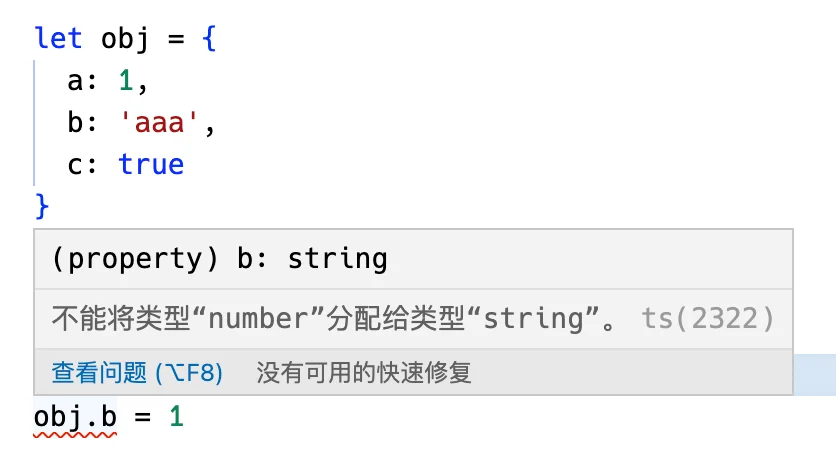 let obj = {
  a: 1,
  b: 'aaa',
  c: true
}
(property) b: string
不能将类型“number”分配给类型“string”。 ts(2322)
查看问题 (⌥F8) 没有可用的快速修复
obj.b = 1